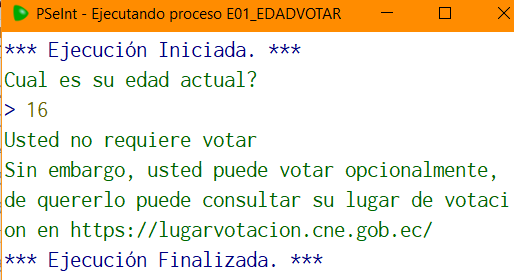 PSeInt - Ejecutando proceso E01_EDADVOTAR
*** Ejecución Iniciada. ***
Cual es su edad actual?
> 16
Usted no requiere votar
Sin embargo, usted puede votar opcionalmente,
de quererlo puede consultar su lugar de votaci
on en https://lugarvotacion.cne.gob.ec/
*** Ejecución Finalizada. ***